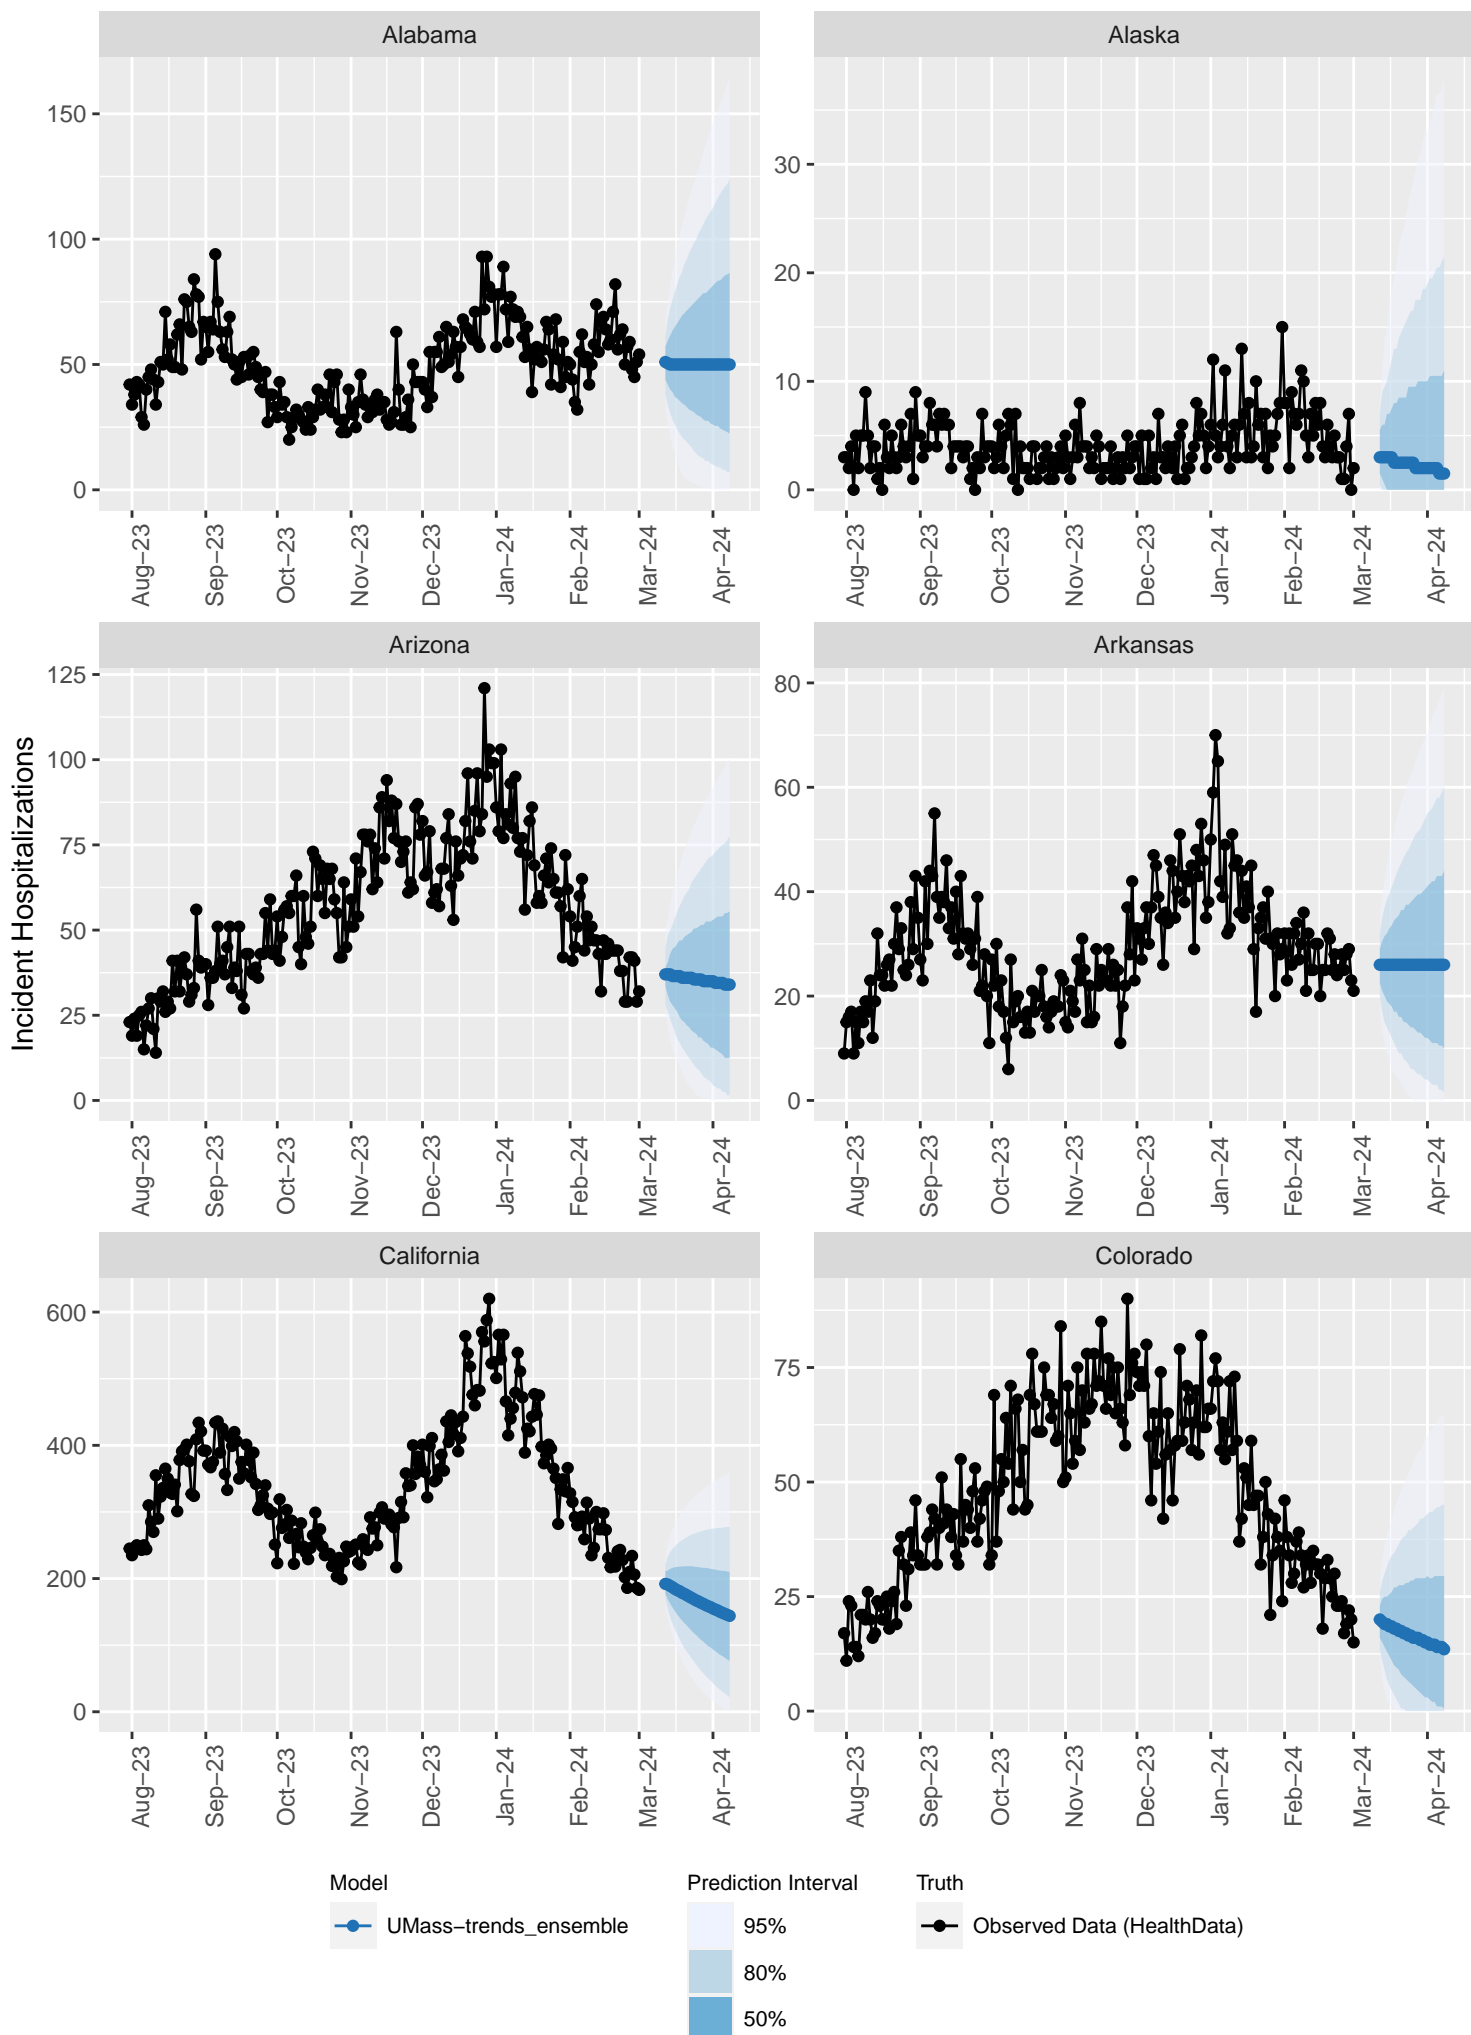 Alabama
Alaska
150
100
50
0
30
20
10
0
Aug−23
Sep−23
Oct−23
Nov−23
Dec−23
Jan−24
Feb−24
Mar−24
Apr−24
Aug−23
Sep−23
Oct−23
Nov−23
Dec−23
Jan−24
Feb−24
Mar−24
Apr−24
Incident Hospitalizations
Arizona
Arkansas
125
100
75
50
25
0
80
60
40
20
0
Aug−23
Sep−23
Oct−23
Nov−23
Dec−23
Jan−24
Feb−24
Mar−24
Apr−24
Aug−23
Sep−23
Oct−23
Nov−23
Dec−23
Jan−24
Feb−24
Mar−24
Apr−24
California
Colorado
600
400
200
0
75
50
25
0
Aug−23
Sep−23
Oct−23
Nov−23
Dec−23
Jan−24
Feb−24
Mar−24
Apr−24
Aug−23
Sep−23
Oct−23
Nov−23
Dec−23
Jan−24
Feb−24
Mar−24
Apr−24
Model
UMass−trends_ensemble
Prediction Interval
95%
80%
50%
Truth
Observed Data (HealthData)